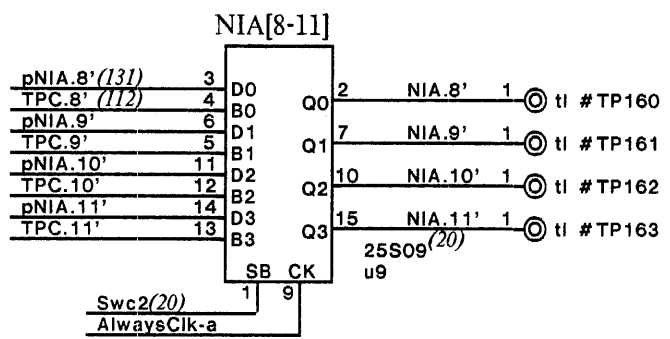 NIA[8-11]
pNIA.8' (131) 3 D0
TPC.8' (112) 4 B0
pNIA.9' 6 D1
TPC.9' 5 B1
pNIA.10' 11 D2
TPC.10' 12 B2
pNIA.11' 14 D3
TPC.11' 13 B3
Q0 2 NIA.8' 1 tl #TP160
Q1 7 NIA.9' 1 tl #TP161
Q2 10 NIA.10' 1 tl #TP162
Q3 15 NIA.11' (20) 1 tl #TP163
25S09
u9
SB CK
1 9
Swc2(20)
AlwaysClk-a